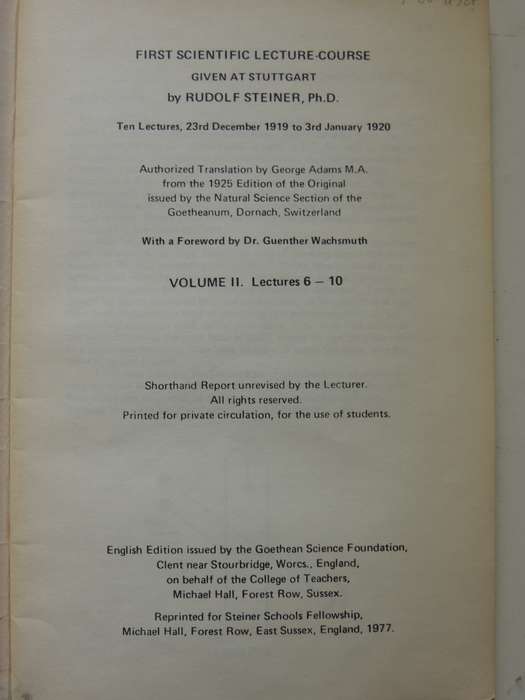 FIRST SCIENTIFIC LECTURE-COURSE
GIVEN AT STUTTGART
by RUDOLF STEINER, Ph.D.
Ten Lectures, 23rd December 1919 to 3rd January 1920
Authorized Translation by George Adams M.A.
from the 1925 Edition of the Original
issued by the Natural Science Section of the
Goetheanum, Dornach, Switzerland
With a Foreword by Dr. Guenther Wachsmuth
VOLUME II. Lectures 6 – 10
Shorthand Report unrevised by the Lecturer.
All rights reserved.
Printed for private circulation, for the use of students.
English Edition issued by the Goethean Science Foundation,
Clent near Stourbridge, Worcs., England,
on behalf of the College of Teachers,
Michael Hall, Forest Row, Sussex.
Reprinted for Steiner Schools Fellowship,
Michael Hall, Forest Row, East Sussex, England, 1977.